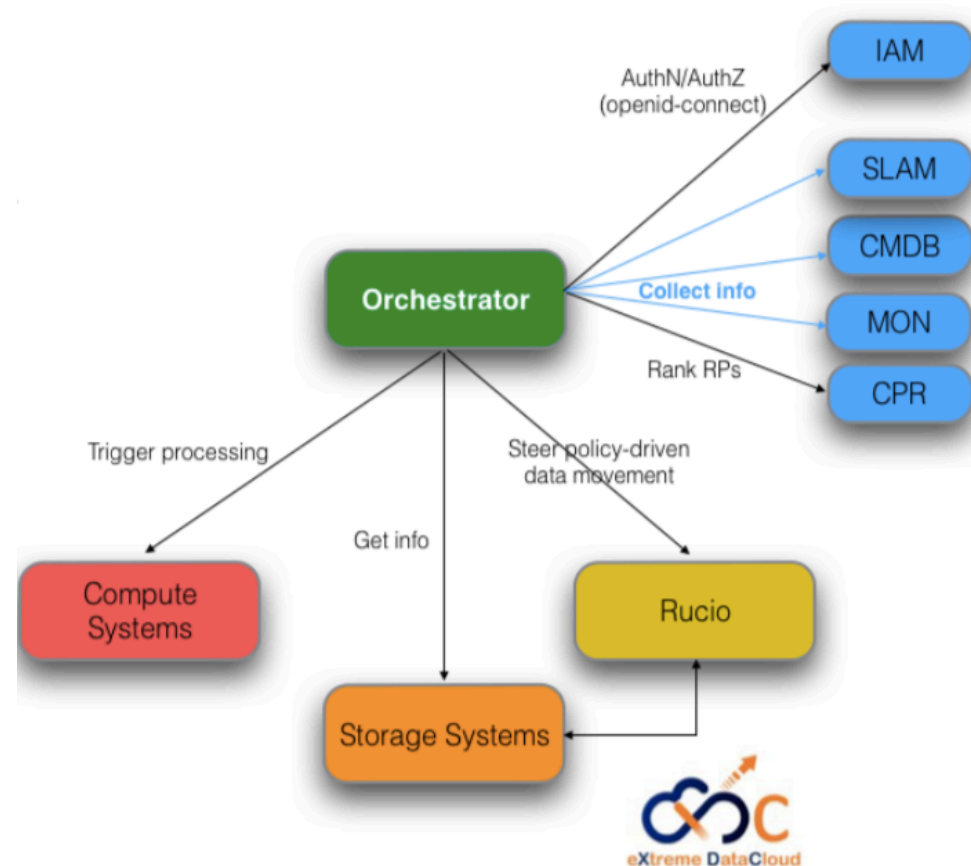 IAM
AuthN/AuthZ
(openid-connect)
SLAM
CMDB
Orchestrator
Collect info
MON
Rank RPs
CPR
Trigger processing
Steer policy-driven
data movement
Get info
Compute
Systems
Rucio
Storage Systems
XDC
eXtreme DataCloud